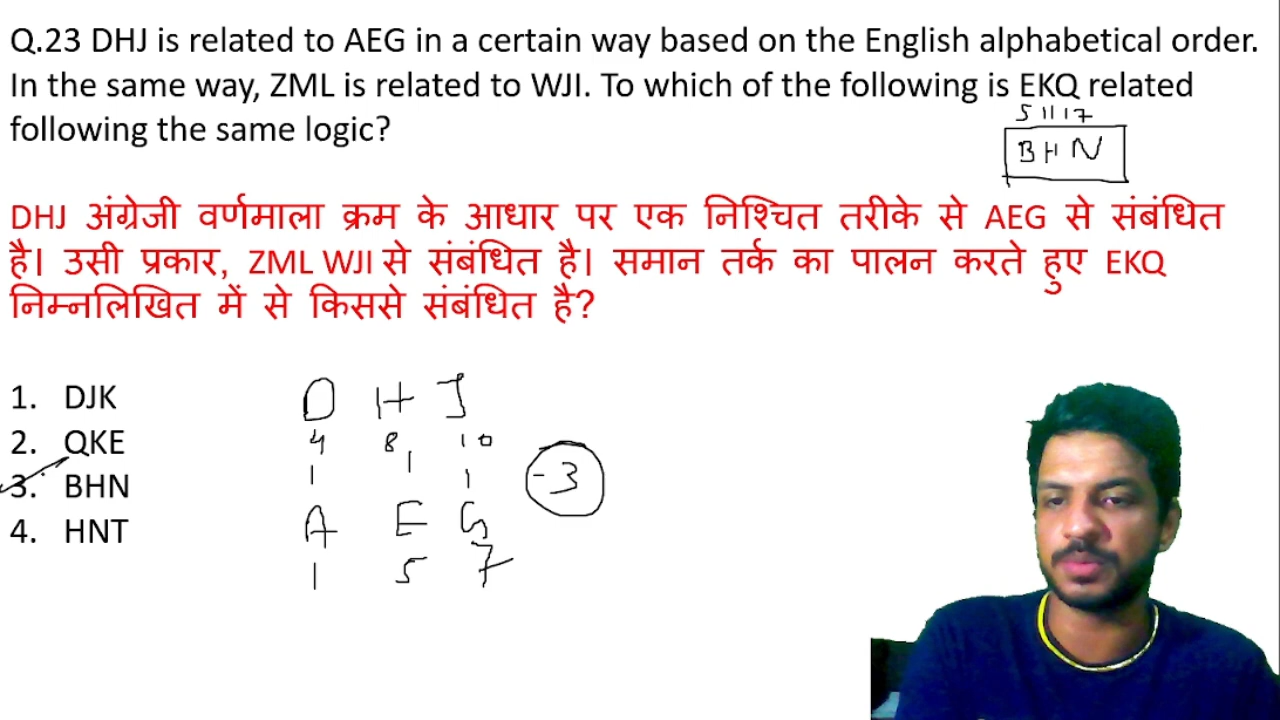 Q.23 DHJ is related to AEG in a certain way based on the English alphabetical order.
In the same way, ZML is related to WJI. To which of the following is EKQ related
following the same logic?
5 11 17
BHN
DHJ अंग्रेजी वर्णमाला क्रम के आधार पर एक निश्चित तरीके से AEG से संबंधित
है। उसी प्रकार, ZML WJI से संबंधित है। समान तर्क का पालन करते हुए EKQ
निम्नलिखित में से किससे संबंधित है?
1. DJK
2. QKE
3. BHN
4. HNT
D H J
4 8 10
-3
A E G
1 5 7